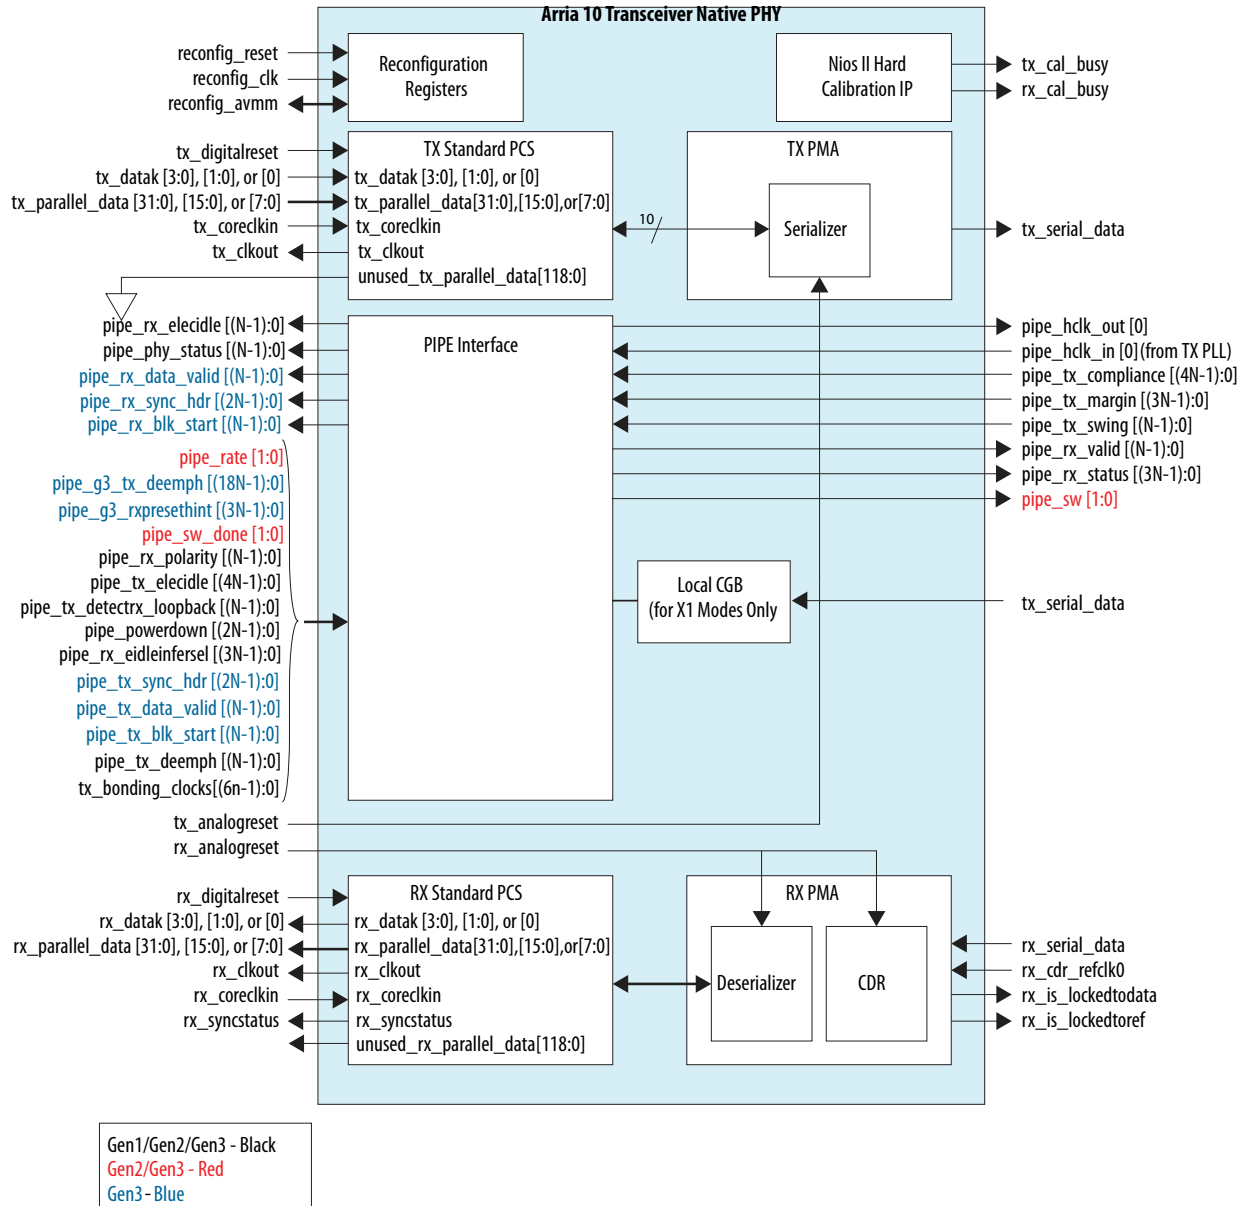 Arria 10 Transceiver Native PHY
reconfig_reset
reconfig_clk
reconfig_avmm
Reconfiguration
Registers
Nios II Hard
Calibration IP
tx_cal_busy
rx_cal_busy
TX Standard PCS
tx_digitalreset
tx_datak [3:0], [1:0], or [0]
tx_parallel_data [31:0], [15:0], or [7:0]
tx_coreclkin
tx_clkout
tx_datak [3:0], [1:0], or [0]
tx_parallel_data[31:0],[15:0],or[7:0]
tx_coreclkin
tx_clkout
unused_tx_parallel_data[118:0]
10
TX PMA
Serializer
tx_serial_data
pipe_rx_elecidle [(N-1):0]
pipe_phy_status [(N-1):0]
pipe_rx_data_valid [(N-1):0]
pipe_rx_sync_hdr [(2N-1):0]
pipe_rx_blk_start [(N-1):0]
pipe_rate [1:0]
pipe_g3_tx_deemph [(18N-1):0]
pipe_g3_rxpresethint [(3N-1):0]
pipe_sw_done [1:0]
pipe_rx_polarity [(N-1):0]
pipe_tx_elecidle [(4N-1):0]
pipe_tx_detectrx_loopback [(N-1):0]
pipe_powerdown [(2N-1):0]
pipe_rx_eidleinfersel [(3N-1):0]
pipe_tx_sync_hdr [(2N-1):0]
pipe_tx_data_valid [(N-1):0]
pipe_tx_blk_start [(N-1):0]
pipe_tx_deemph [(N-1):0]
tx_bonding_clocks[(6n-1):0]
PIPE Interface
pipe_hclk_out [0]
pipe_hclk_in [0] (from TX PLL)
pipe_tx_compliance [(4N-1):0]
pipe_tx_margin [(3N-1):0]
pipe_tx_swing [(N-1):0]
pipe_rx_valid [(N-1):0]
pipe_rx_status [(3N-1):0]
pipe_sw [1:0]
Local CGB
(for X1 Modes Only
tx_serial_data
tx_analogreset
rx_analogreset
RX Standard PCS
rx_digitalreset
rx_datak [3:0], [1:0], or [0]
rx_parallel_data [31:0], [15:0], or [7:0]
rx_clkout
rx_coreclkin
rx_syncstatus
rx_datak [3:0], [1:0], or [0]
rx_parallel_data[31:0],[15:0],or[7:0]
rx_clkout
rx_coreclkin
rx_syncstatus
unused_rx_parallel_data[118:0]
RX PMA
Deserializer
CDR
rx_serial_data
rx_cdr_refclk0
rx_is_lockedtodata
rx_is_lockedtoref
Gen1/Gen2/Gen3 - Black
Gen2/Gen3 - Red
Gen3 - Blue